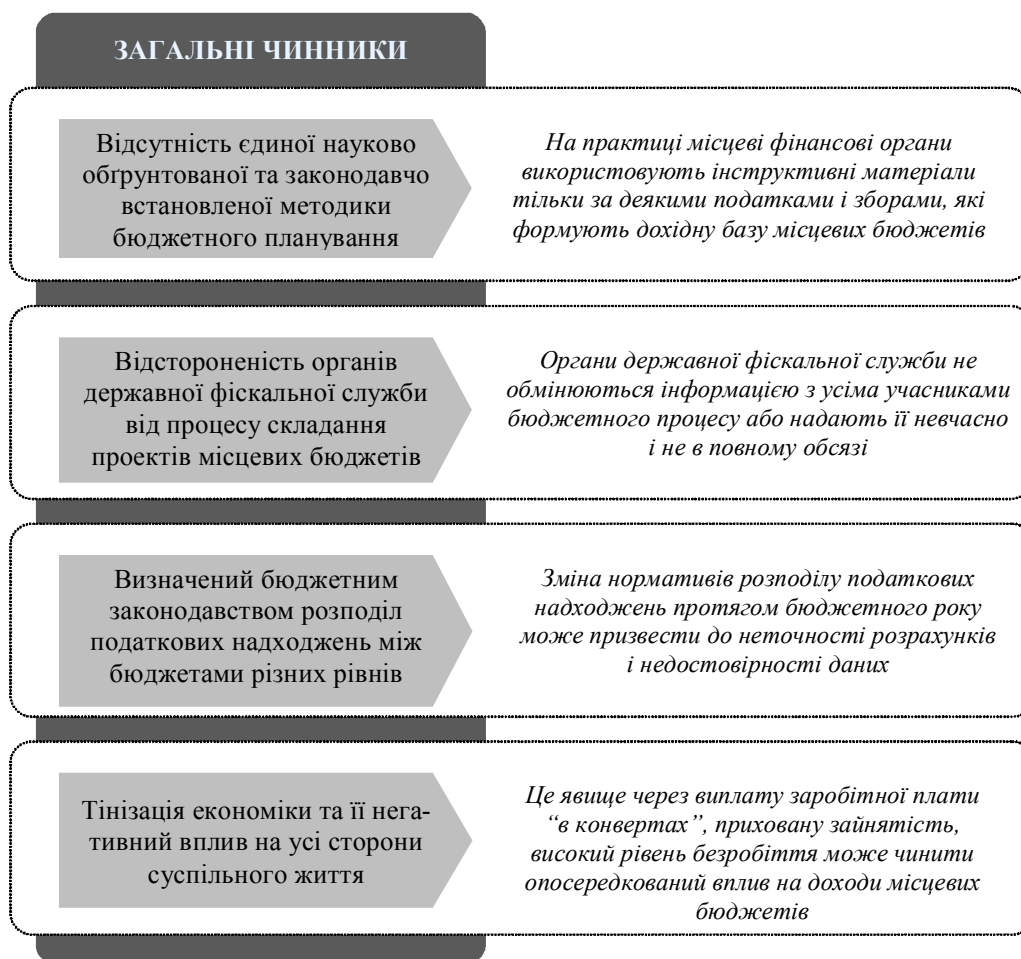 ЗАГАЛЬНІ ЧИННИКИ
Відсутність єдиної науково
обґрунтованої та законодавчо
встановленої методики
бюджетного планування
На практиці місцеві фінансові органи
використовують інструктивні матеріали
тільки за деякими податками і зборами, які
формують дохідну базу місцевих бюджетів
Відстороненість органів
державної фіскальної служби
від процесу складання
проектів місцевих бюджетів
Органи державної фіскальної служби не
обмінюються інформацією з усіма учасниками
бюджетного процесу або надають її невчасно
і не в повному обсязі
Визначений бюджетним
законодавством розподіл
податкових надходжень між
бюджетами різних рівнів
Зміна нормативів розподілу податкових
надходжень протягом бюджетного року
може призвести до неточності розрахунків
і недостовірності даних
Тінізація економіки та її нега-
тивний вплив на усі сторони
суспільного життя
Це явище через виплату заробітної плати
“в конвертах”, приховану зайнятість,
високий рівень безробіття може чинити
опосередкований вплив на доходи місцевих
бюджетів